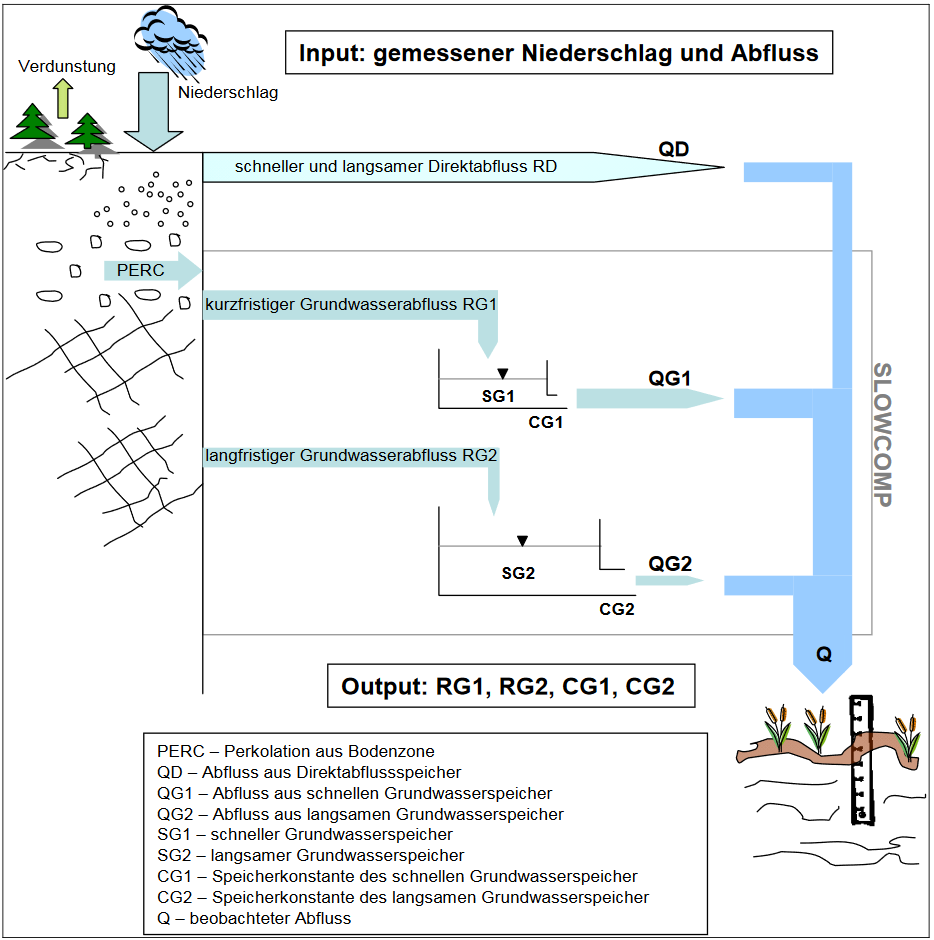 Input: gemessener Niederschlag und Abfluss
Verdunstung
Niederschlag
QD
schneller und langsamer Direktabfluss RD
PERC
kurzfristiger Grundwasserabfluss RG1
SG1
QG1
CG1
SLOWCOMP
langfristiger Grundwasserabfluss RG2
SG2
QG2
CG2
Q
Output: RG1, RG2, CG1, CG2
PERC – Perkolation aus Bodenzone
QD – Abfluss aus Direktabflussspeicher
QG1 – Abfluss aus schnellen Grundwasserspeicher
QG2 – Abfluss aus langsamen Grundwasserspeicher
SG1 – schneller Grundwasserspeicher
SG2 – langsamer Grundwasserspeicher
CG1 – Speicherkonstante des schnellen Grundwasserspeicher
CG2 – Speicherkonstante des langsamen Grundwasserspeicher
Q – beobachteter Abfluss